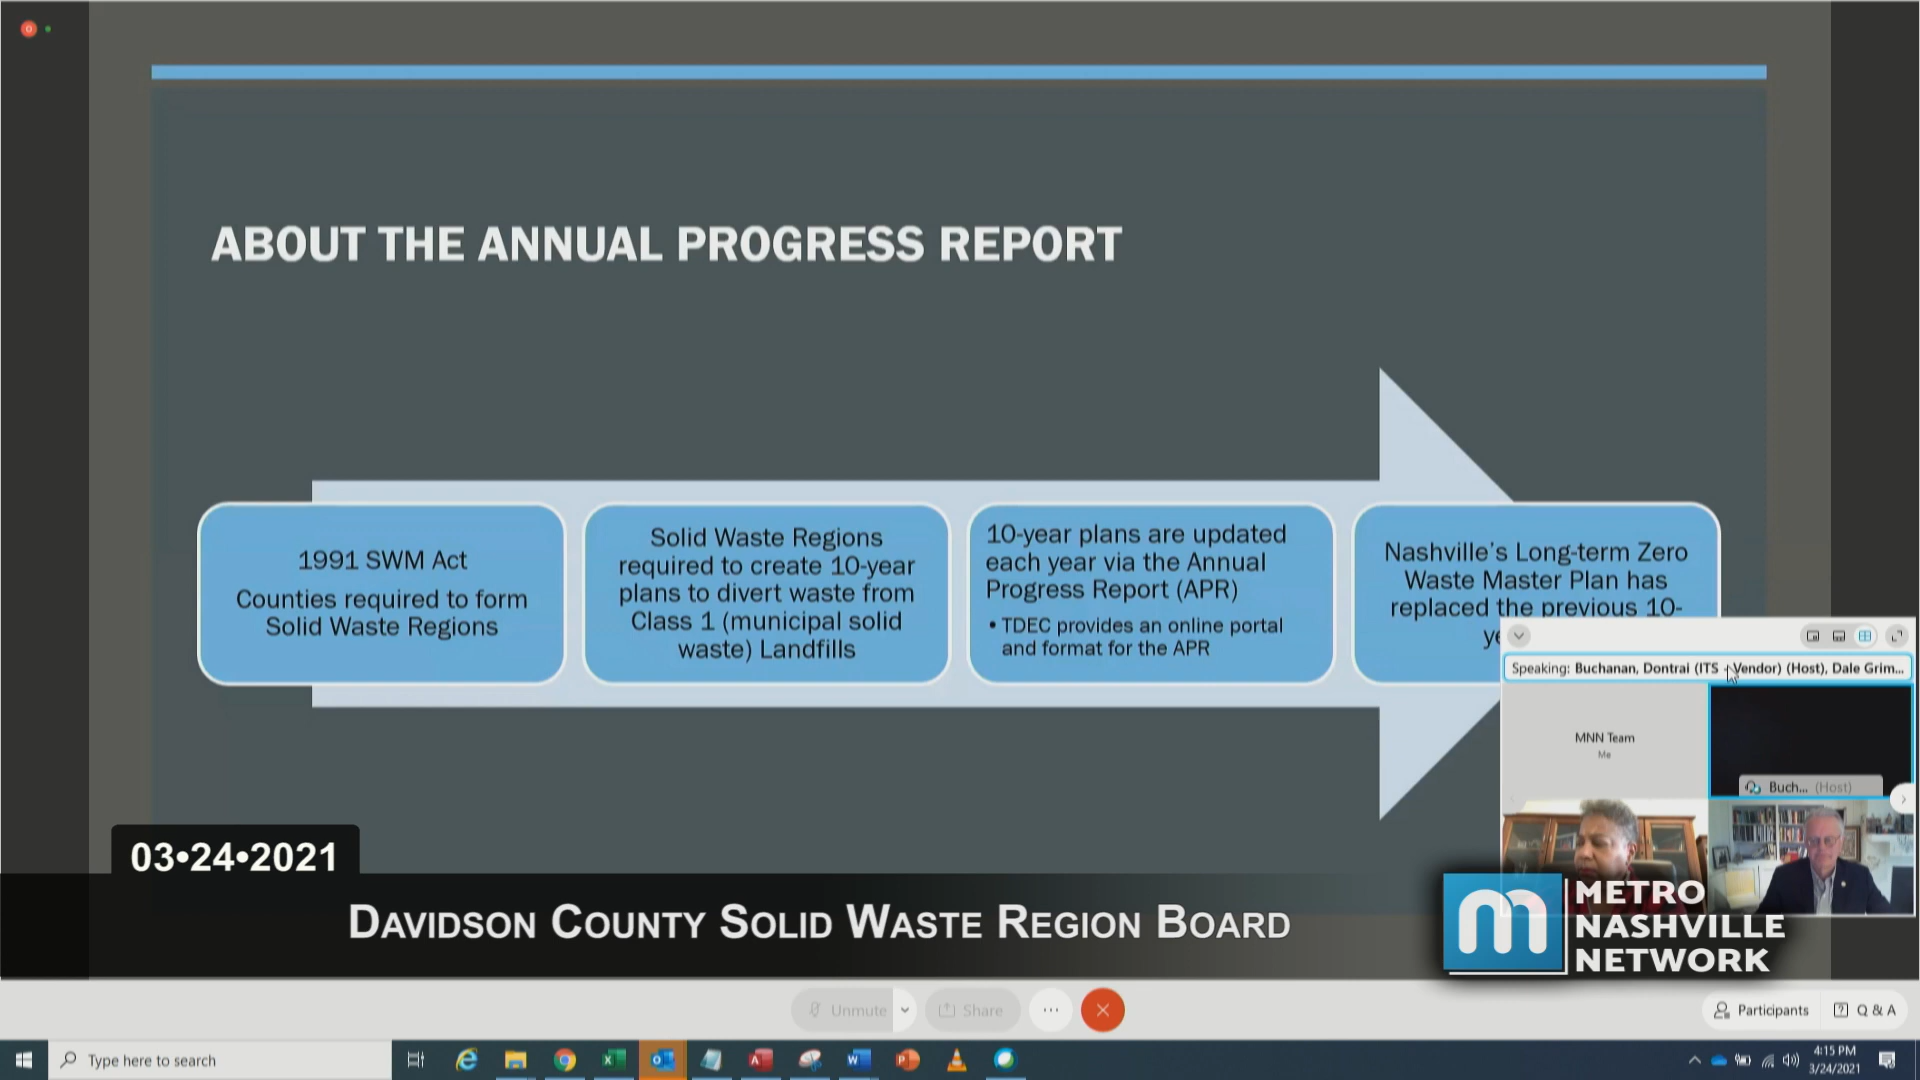 ABOUT THE ANNUAL PROGRESS REPORT
1991 SWM Act
Counties required to form
Solid Waste Regions
Solid Waste Regions
required to create 10-year
plans to divert waste from
Class 1 (municipal solid
waste) Landfills
10-year plans are updated
each year via the Annual
Progress Report (APR)
• TDEC provides an online portal
and format for the APR
Nashville's Long-term Zero
Waste Master Plan has
replaced the previous 10-
Speaking: Buchanan, Dontrai (ITS - Vendor) (Host), Dale Grim...
MNN Team
Me
Buch... (Host)
03•24•2021
DAVIDSON COUNTY SOLID WASTE REGION BOARD
m METRO
NASHVILLE
NETWORK
Unmute
Share
Participants
Q & A
Type here to search
4:15 PM
3/24/2021